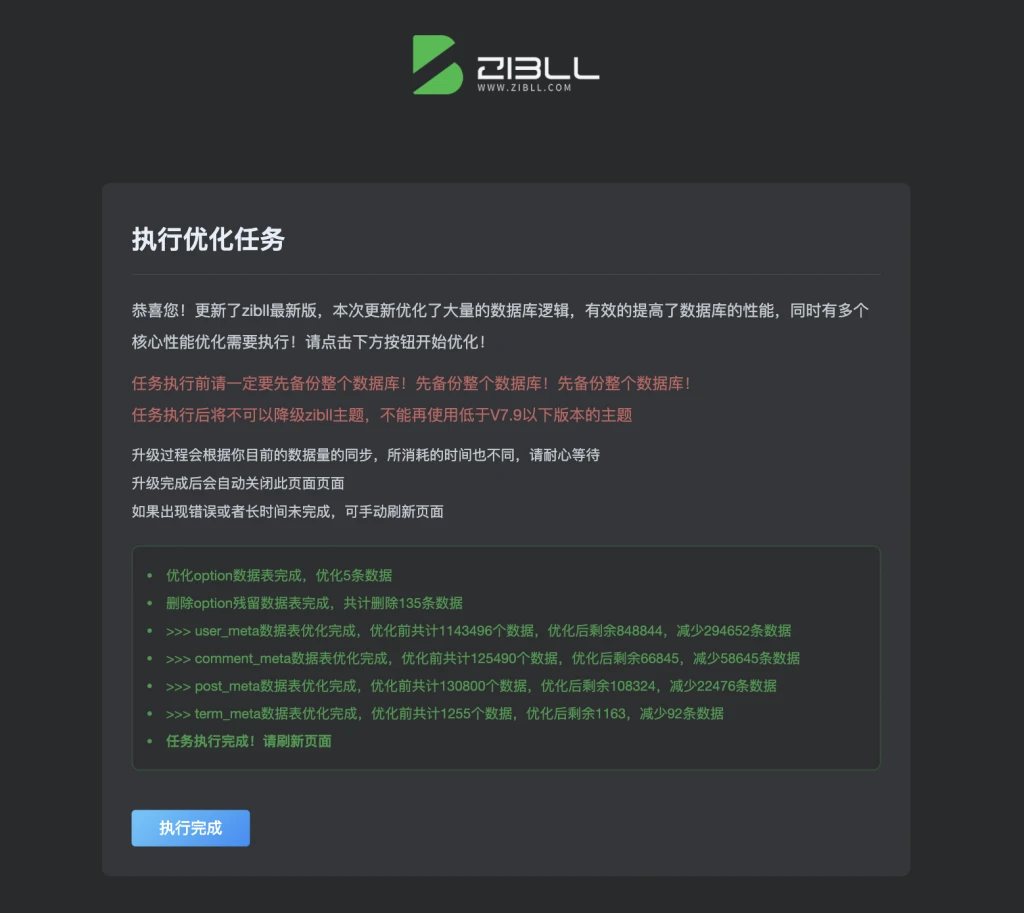 ZIBLL
WWW.ZIBLL.COM
执行优化任务
恭喜您！更新了zibll最新版，本次更新优化了大量的数据库逻辑，有效的提高了数据库的性能，同时有多个
核心性能优化需要执行！请点击下方按钮开始优化！
任务执行前请一定要先备份整个数据库！先备份整个数据库！先备份整个数据库！
任务执行后将不可以降级zibll主题，不能再使用低于V7.9以下版本的主题
升级过程会根据你目前的数据量的同步，所消耗的时间也不同，请耐心等待
升级完成后会自动关闭此页面页面
如果出现错误或者长时间未完成，可手动刷新页面
• 优化option数据表完成，优化5条数据
• 删除option残留数据表完成，共计删除135条数据
• >>> user_meta数据表优化完成，优化前共计1143496个数据，优化后剩余848844，减少294652条数据
• >>> comment_meta数据表优化完成，优化前共计125490个数据，优化后剩余66845，减少58645条数据
• >>> post_meta数据表优化完成，优化前共计130800个数据，优化后剩余108324，减少22476条数据
• >>> term_meta数据表优化完成，优化前共计1255个数据，优化后剩余1163，减少92条数据
• 任务执行完成！请刷新页面
执行完成